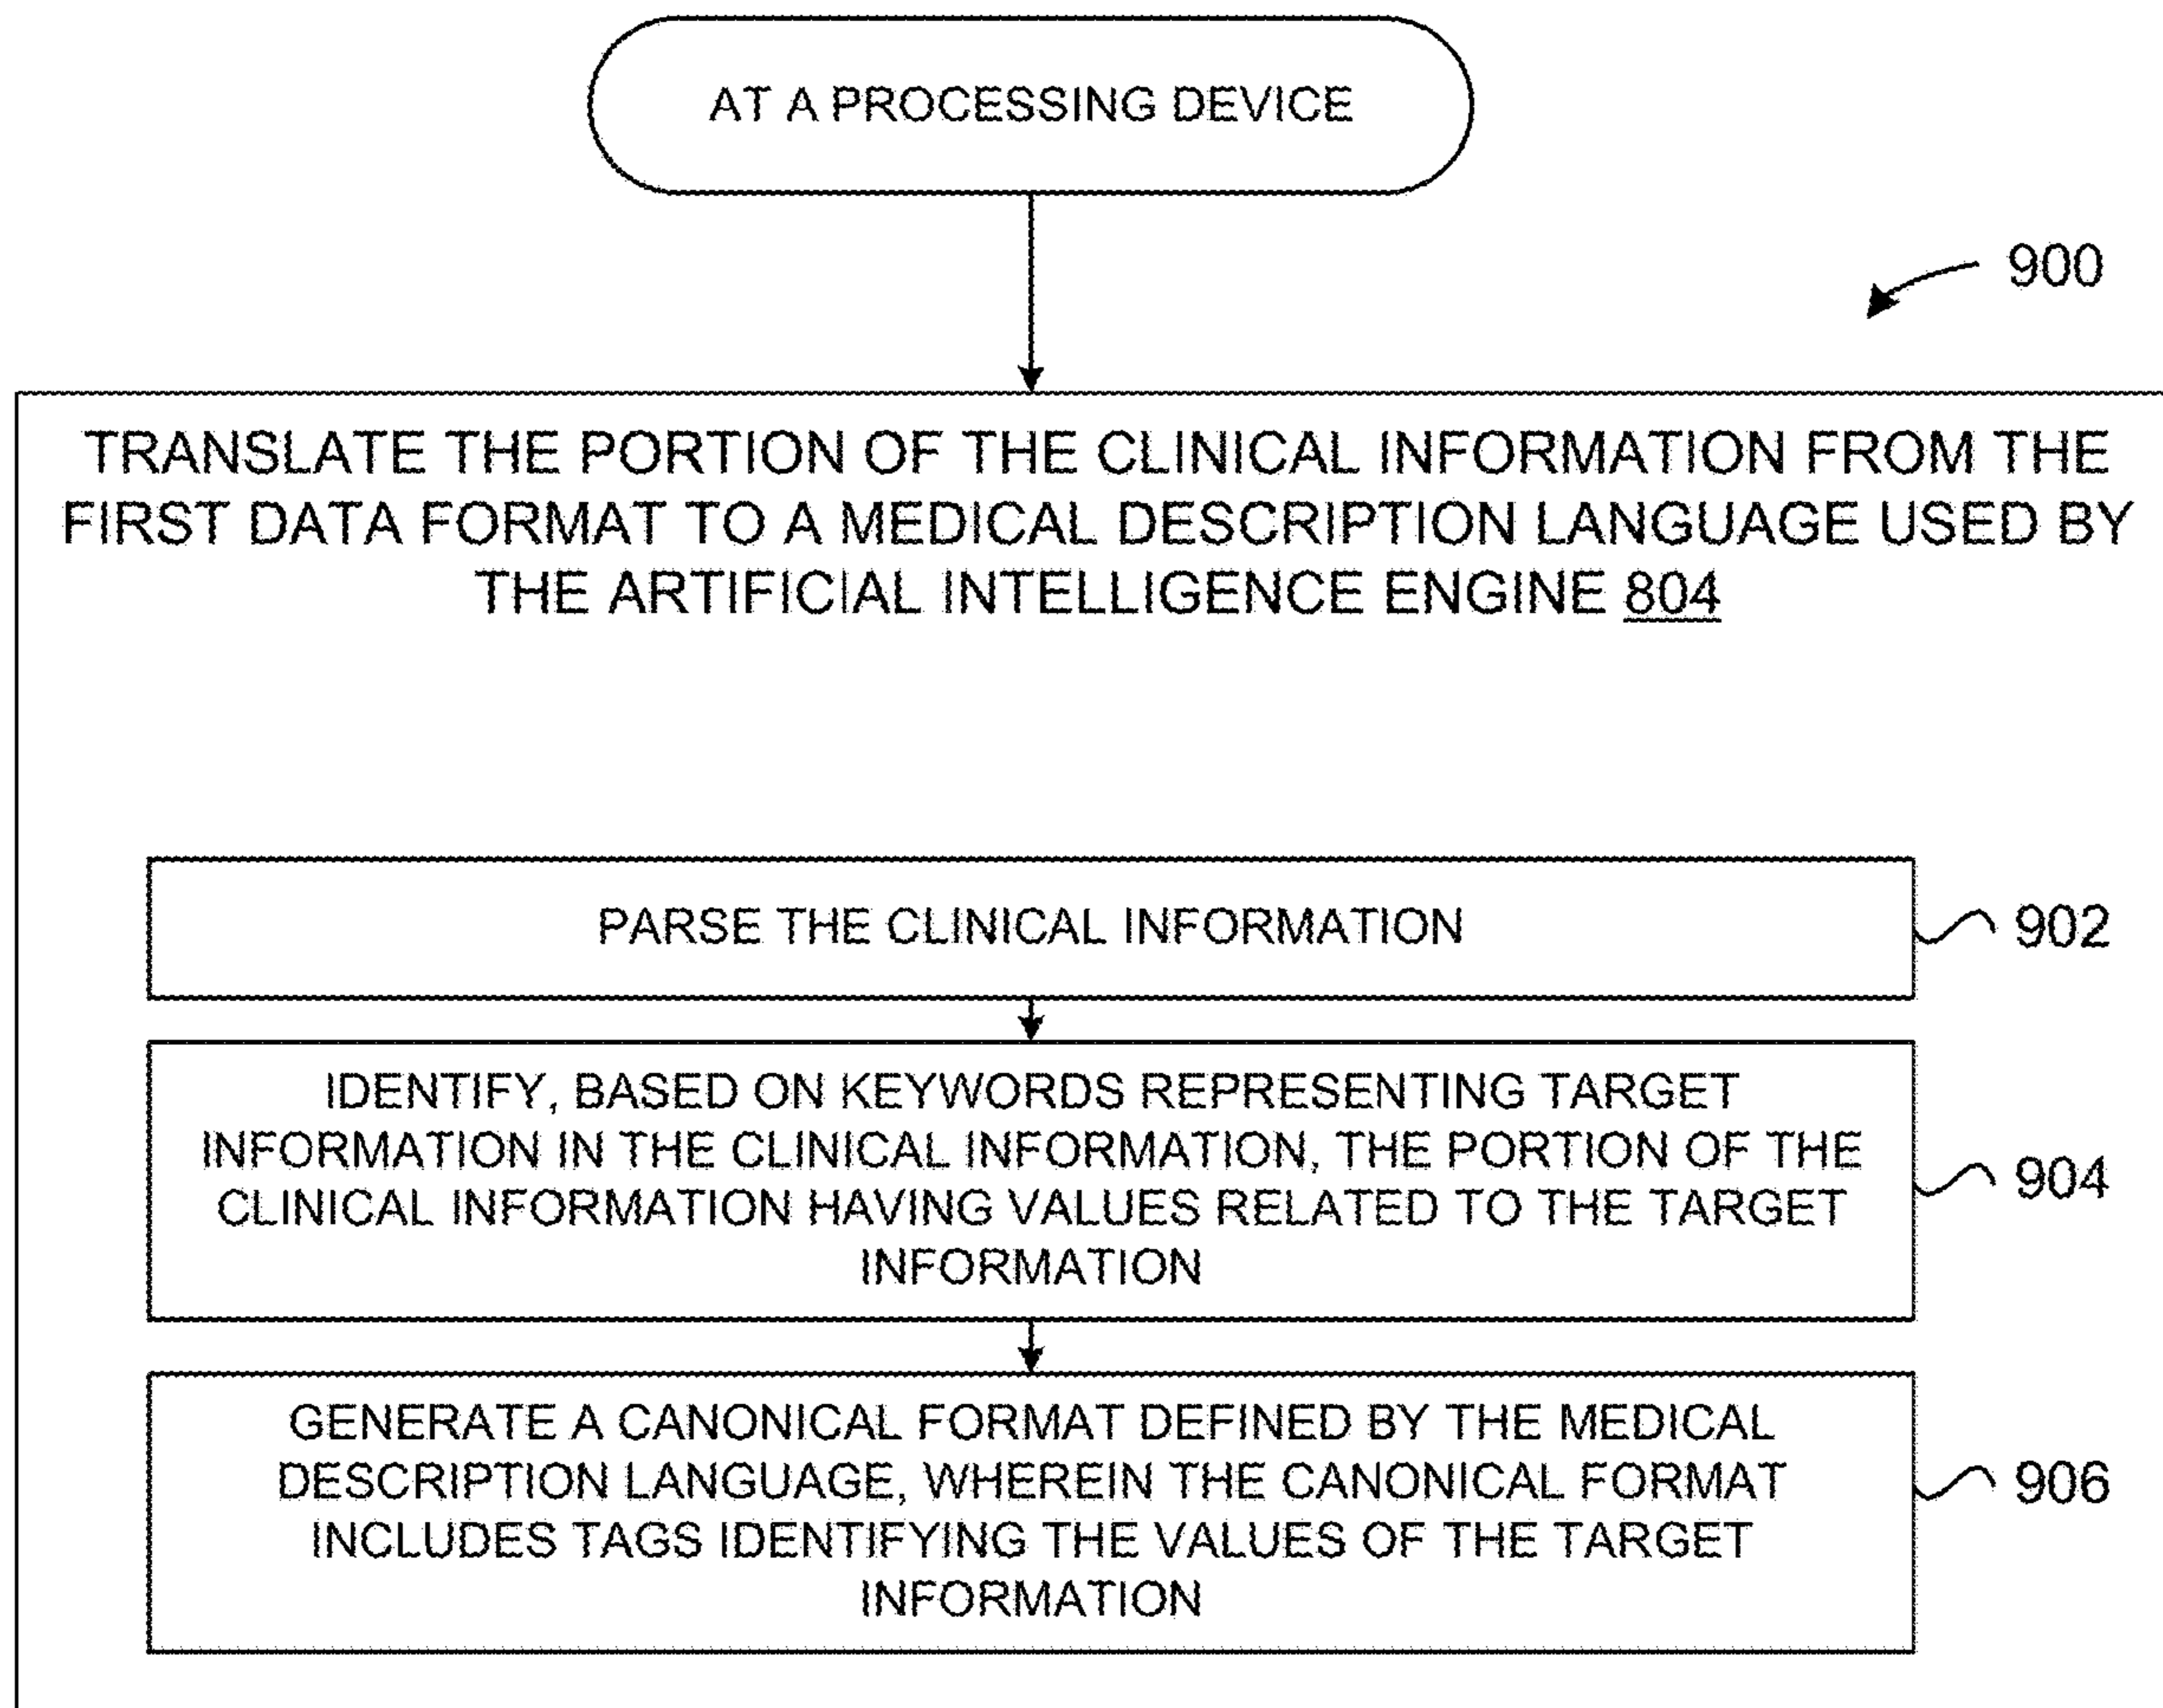 AT A PROCESSING DEVICE
900
TRANSLATE THE PORTION OF THE CLINICAL INFORMATION FROM THE
FIRST DATA FORMAT TO A MEDICAL DESCRIPTION LANGUAGE USED BY
THE ARTIFICIAL INTELLIGENCE ENGINE 804
PARSE THE CLINICAL INFORMATION
902
IDENTIFY, BASED ON KEYWORDS REPRESENTING TARGET
INFORMATION IN THE CLINICAL INFORMATION, THE PORTION OF THE
CLINICAL INFORMATION HAVING VALUES RELATED TO THE TARGET
INFORMATION
904
GENERATE A CANONICAL FORMAT DEFINED BY THE MEDICAL
DESCRIPTION LANGUAGE, WHEREIN THE CANONICAL FORMAT
INCLUDES TAGS IDENTIFYING THE VALUES OF THE TARGET
INFORMATION
906